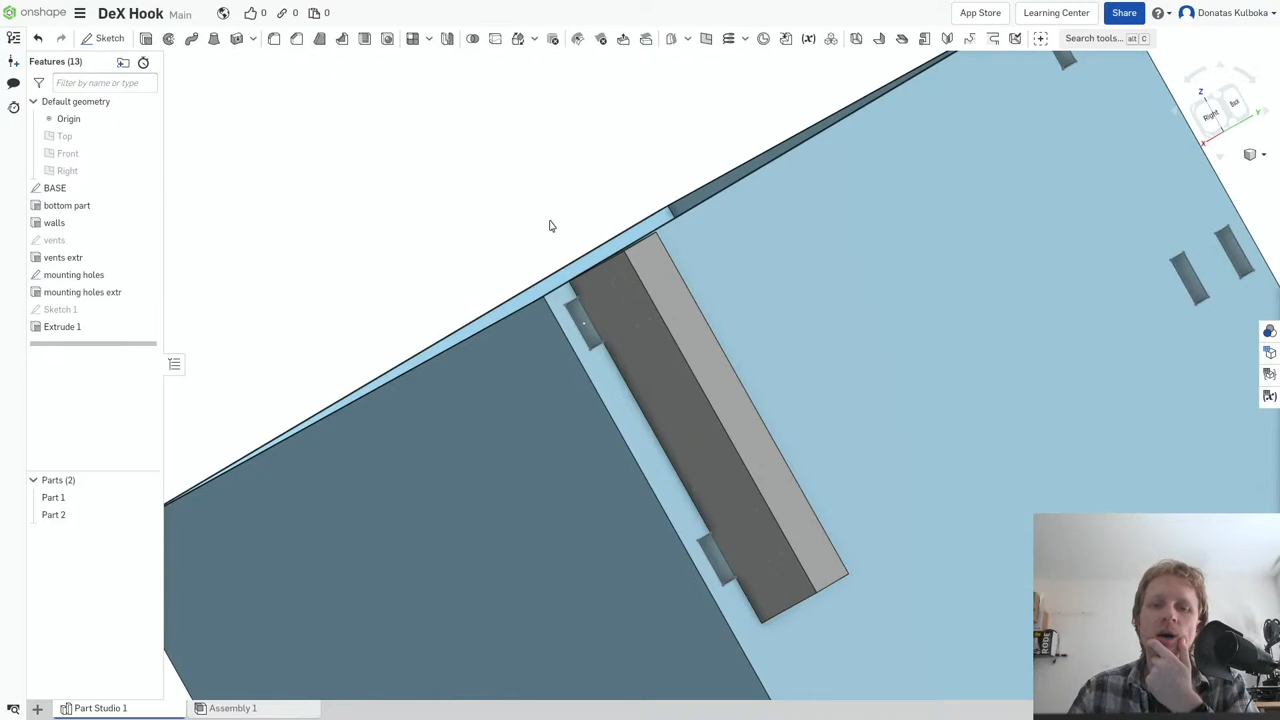 onshape DeX Hook Main 0 0 0 App Store Learning Center Share Donatas Kulboka
Sketch Search tools... alt C
Features (13)
Filter by name or type
Default geometry
Origin
Top
Front
Right
BASE
bottom part
walls
vents
vents extr
mounting holes
mounting holes extr
Sketch 1
Extrude 1
Parts (2)
Part 1
Part 2
Z
Right
Back
X
Y
RODE
Part Studio 1 Assembly 1